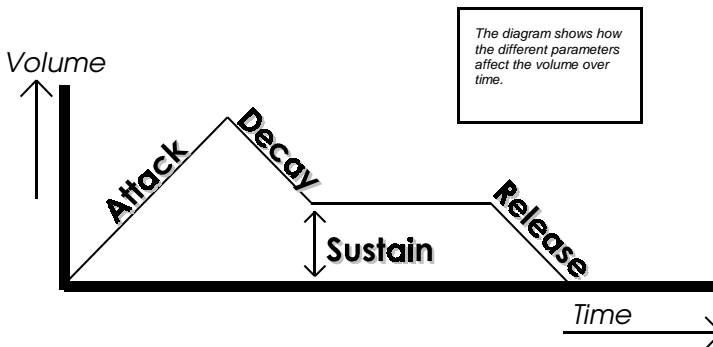 The diagram shows how
the different parameters
affect the volume over
time.
Volume
Attack
Decay
Sustain
Release
Time